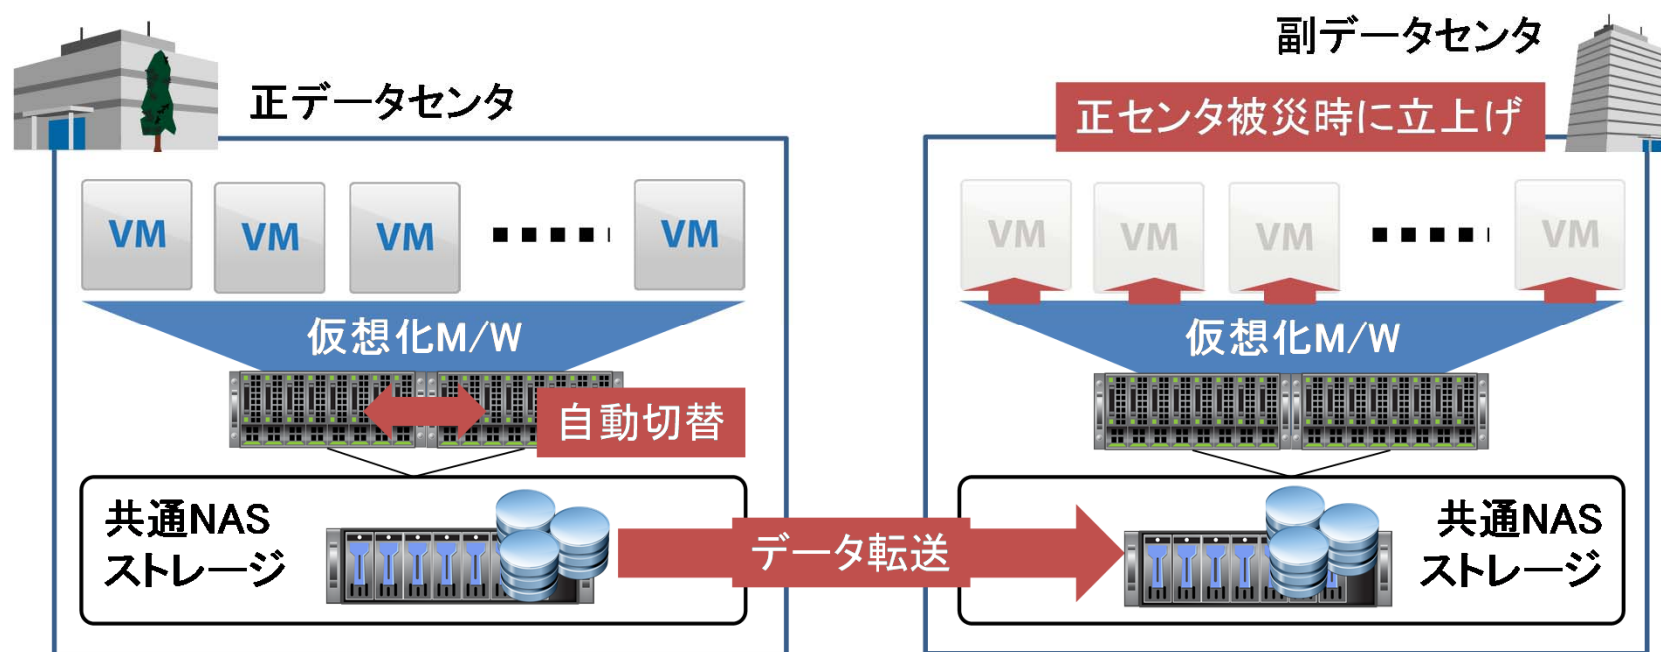 正データセンタ
副データセンタ
正センタ被災時に立上げ
VM VM VM VM
VM VM VM VM
仮想化M/W
仮想化M/W
自動切替
共通NAS
ストレージ
データ転送
共通NAS
ストレージ